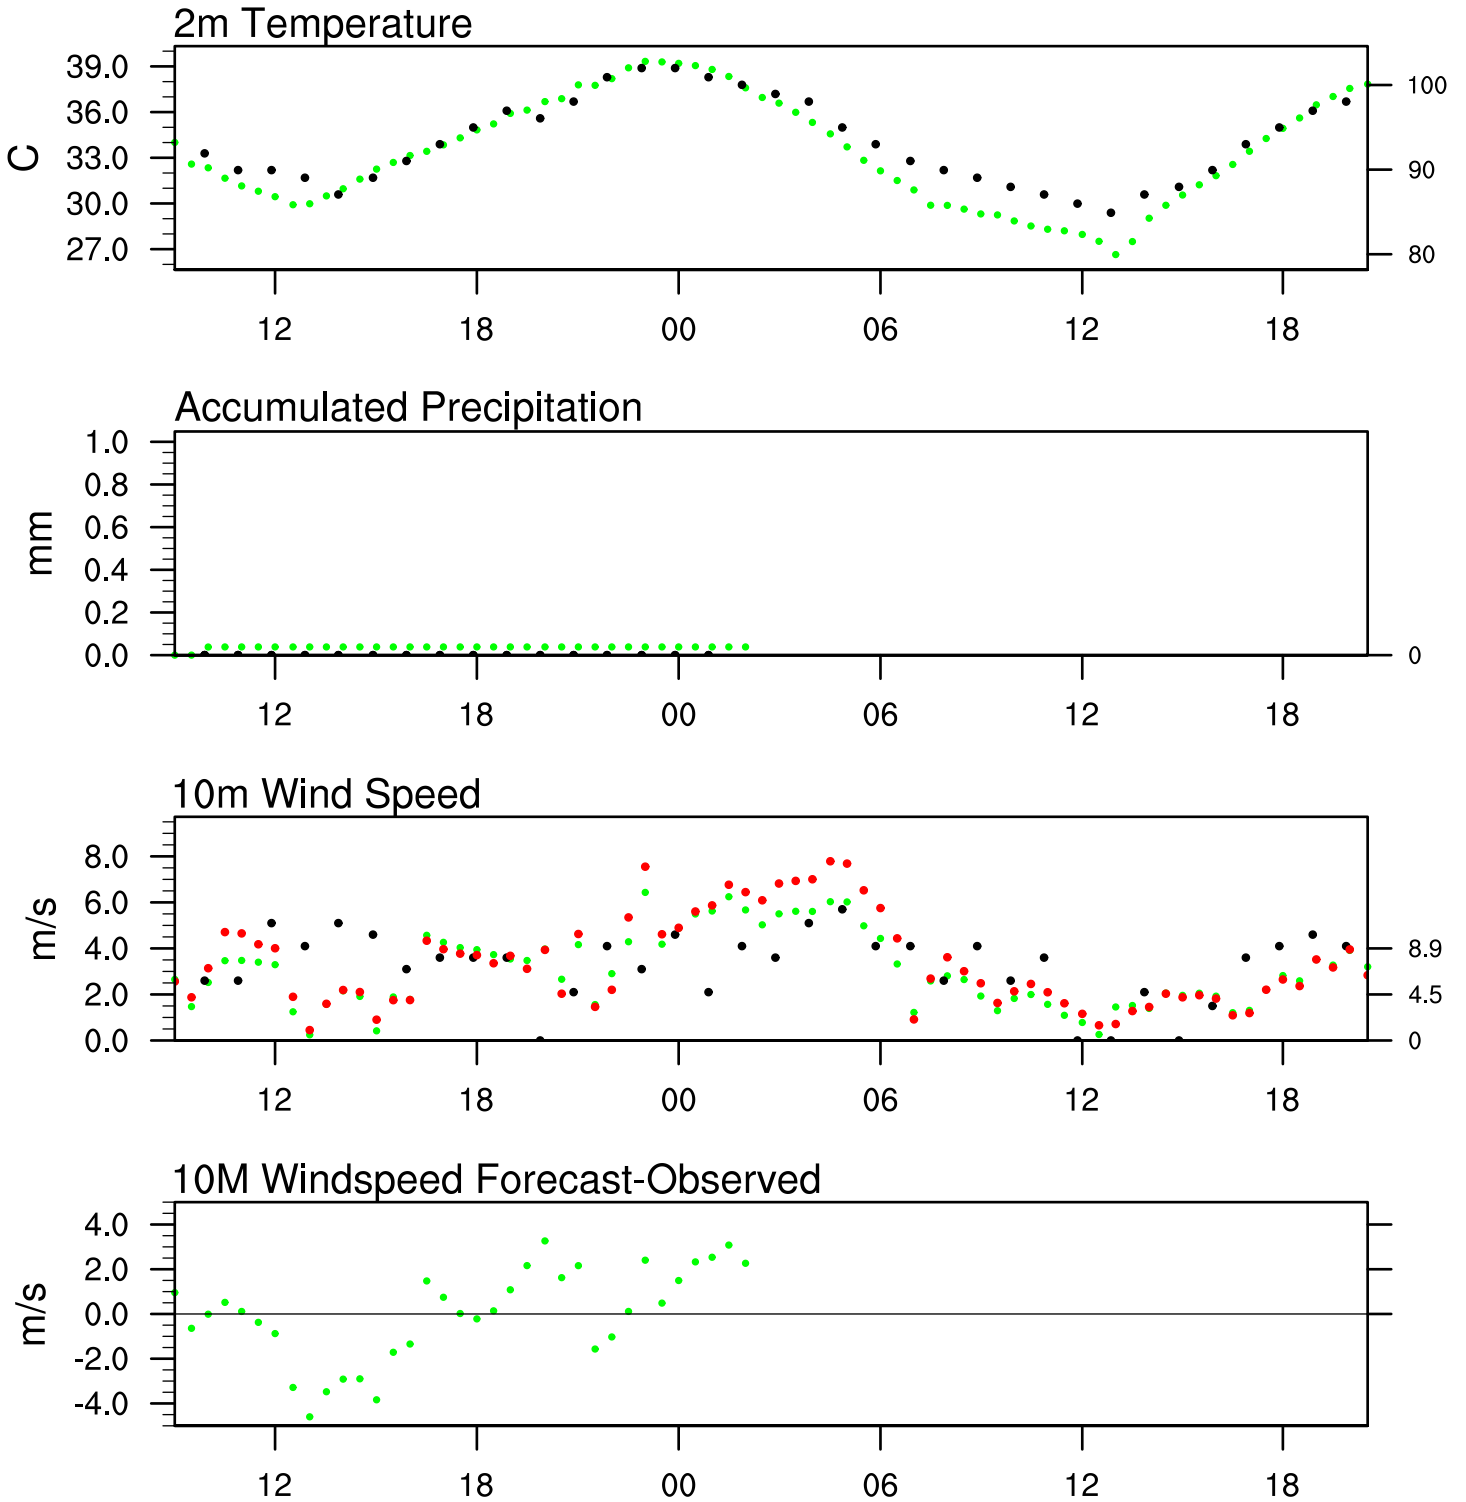 2m Temperature
39.0
36.0
33.0
30.0
27.0
C
100
90
80
12 18 00 06 12 18
Accumulated Precipitation
1.0
0.8
0.6
0.4
0.2
0.0
mm
0
12 18 00 06 12 18
10m Wind Speed
8.0
6.0
4.0
2.0
0.0
m/s
8.9
4.5
0
12 18 00 06 12 18
10M Windspeed Forecast-Observed
4.0
2.0
0.0
-2.0
-4.0
m/s
12 18 00 06 12 18